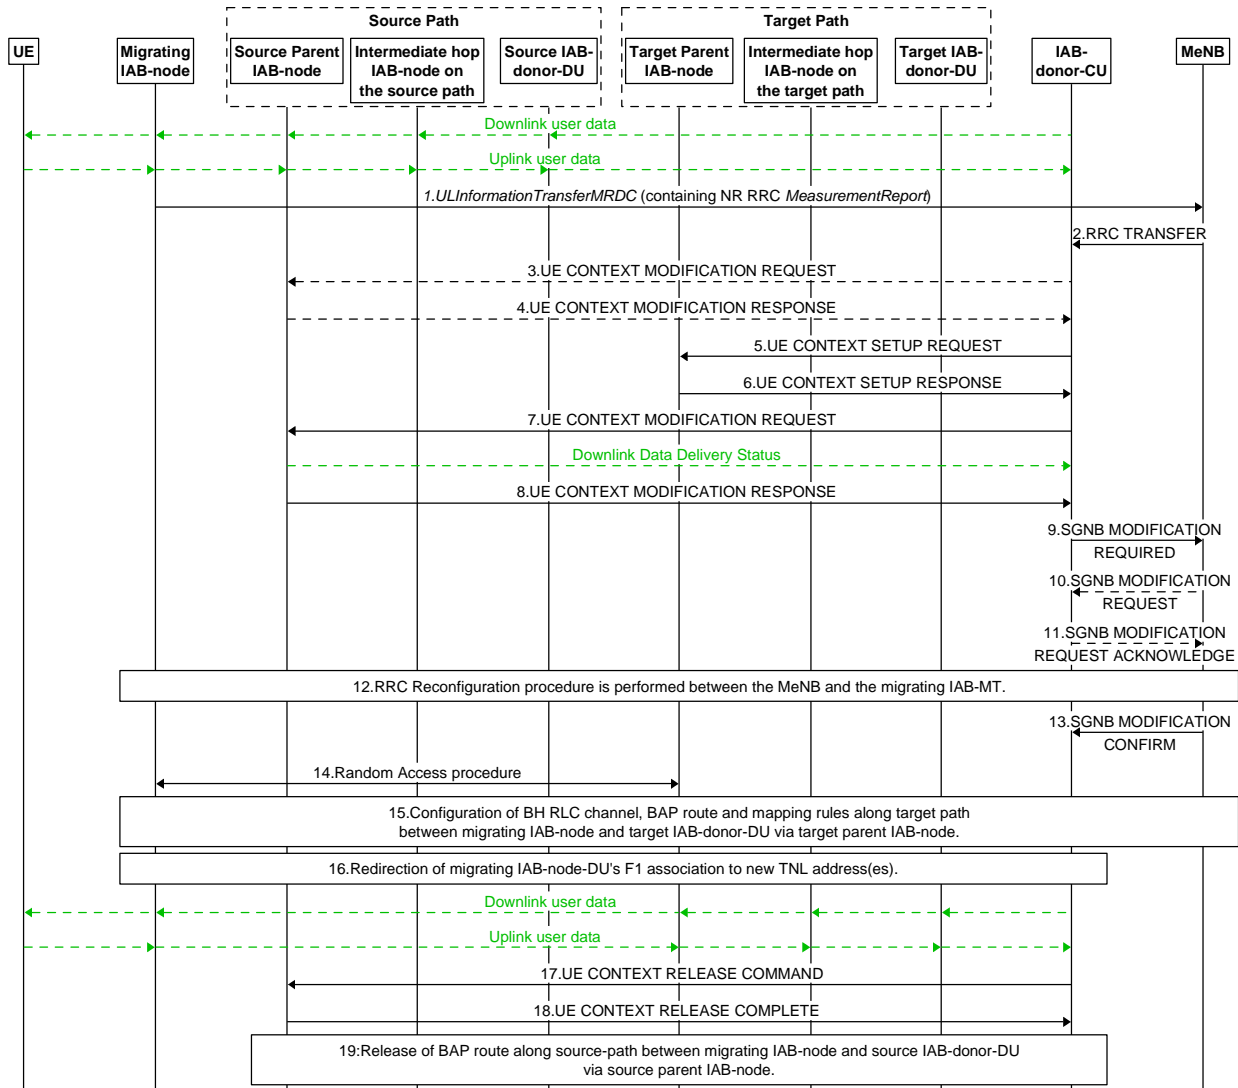 Source Path
Target Path
UE
Migrating
IAB-node
Source Parent
IAB-node
Intermediate hop
IAB-node on
the source path
Source IAB-
donor-DU
Target Parent
IAB-node
Intermediate hop
IAB-node on
the target path
Target IAB-
donor-DU
IAB-
donor-CU
MeNB
Downlink user data
Uplink user data
1.ULInformationTransferMRDC (containing NR RRC MeasurementReport)
2.RRC TRANSFER
3.UE CONTEXT MODIFICATION REQUEST
4.UE CONTEXT MODIFICATION RESPONSE
5.UE CONTEXT SETUP REQUEST
6.UE CONTEXT SETUP RESPONSE
7.UE CONTEXT MODIFICATION REQUEST
Downlink Data Delivery Status
8.UE CONTEXT MODIFICATION RESPONSE
9.SGNB MODIFICATION
REQUIRED
10.SGNB MODIFICATION
REQUEST
11.SGNB MODIFICATION
REQUEST ACKNOWLEDGE
12.RRC Reconfiguration procedure is performed between the MeNB and the migrating IAB-MT.
13.SGNB MODIFICATION
CONFIRM
14.Random Access procedure
15.Configuration of BH RLC channel, BAP route and mapping rules along target path
between migrating IAB-node and target IAB-donor-DU via target parent IAB-node.
16.Redirection of migrating IAB-node-DU's F1 association to new TNL address(es).
Downlink user data
Uplink user data
17.UE CONTEXT RELEASE COMMAND
18.UE CONTEXT RELEASE COMPLETE
19:Release of BAP route along source-path between migrating IAB-node and source IAB-donor-DU
via source parent IAB-node.